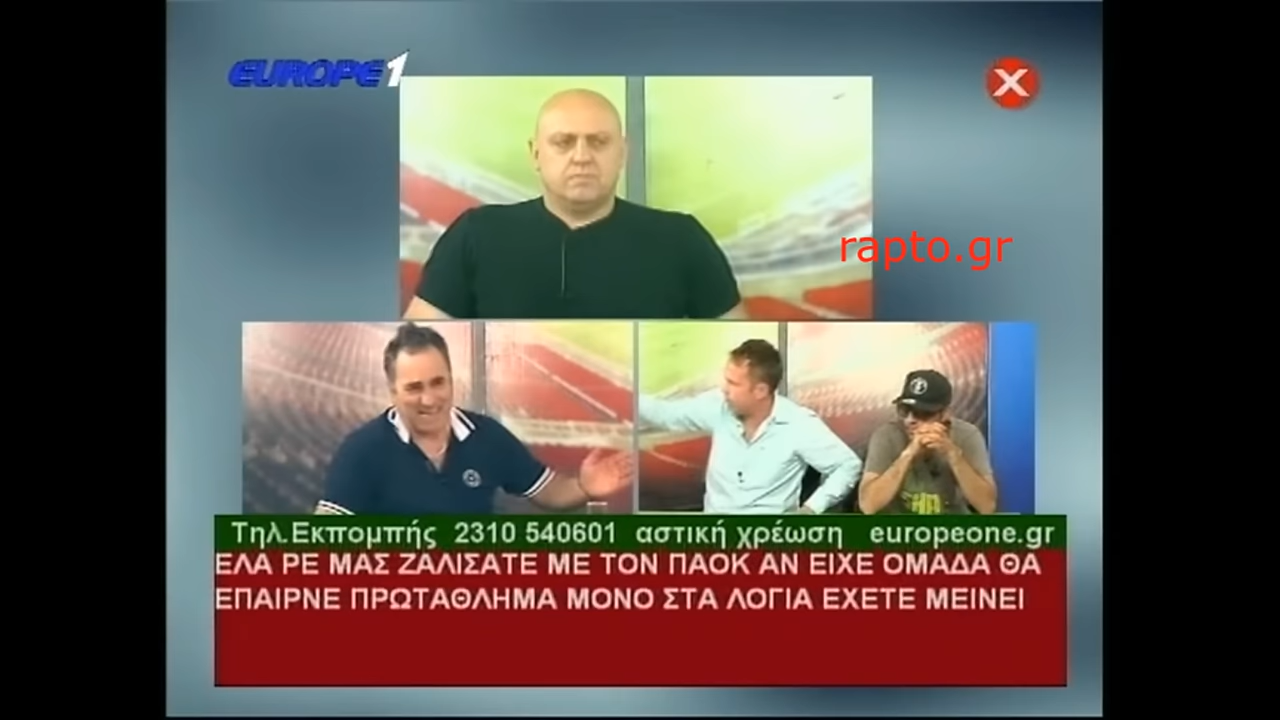 EUROPE1
X
rapto.gr
Τηλ.Εκπομπής 2310 540601 αστική χρέωση europeone.gr
ΕΛΑ ΡΕ ΜΑΣ ΖΑΛΙΣΑΤΕ ΜΕ ΤΟΝ ΠΑΟΚ ΑΝ ΕΙΧΕ ΟΜΑΔΑ ΘΑ
ΕΠΑΙΡΝΕ ΠΡΩΤΑΘΛΗΜΑ ΜΟΝΟ ΣΤΑ ΛΟΓΙΑ ΕΧΕΤΕ ΜΕΙΝΕΙ